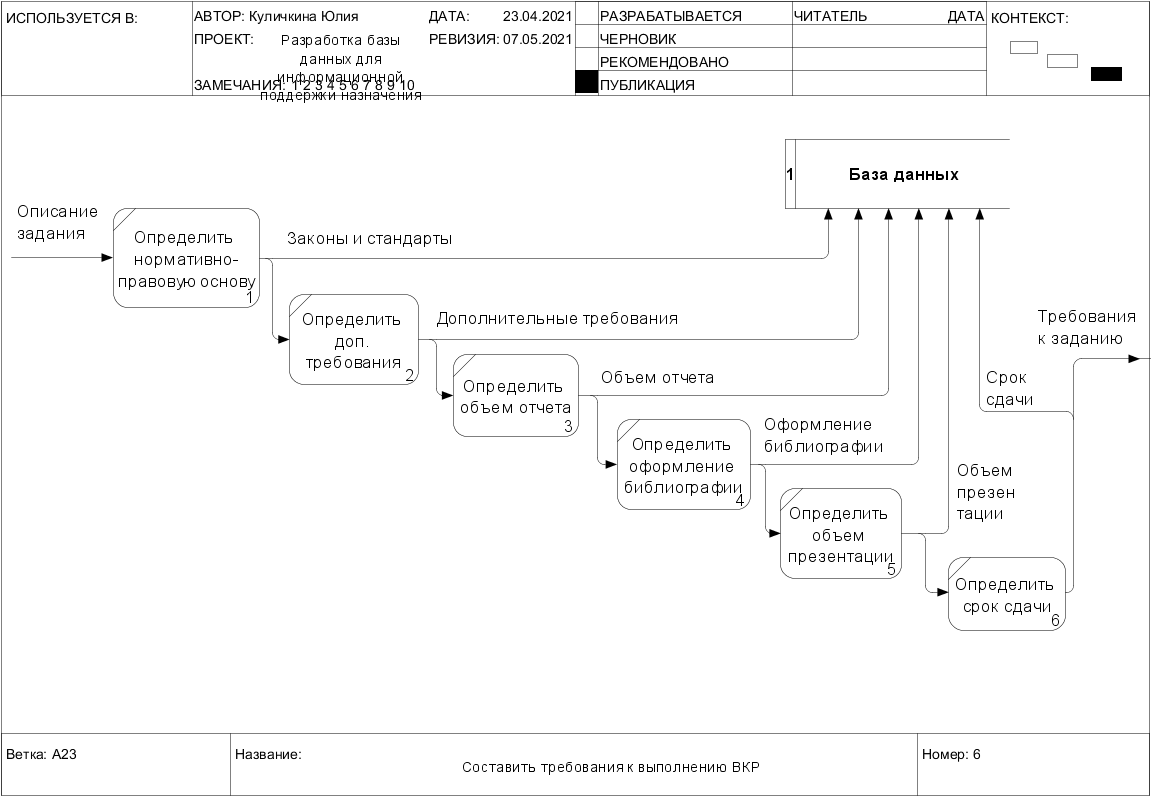 ИСПОЛЬЗУЕТСЯ В:
АВТОР: Куличкина Юлия
ДАТА: 23.04.2021
РАЗРАБАТЫВАЕТСЯ
ЧИТАТЕЛЬ
ДАТА
КОНТЕКСТ:
ПРОЕКТ:
Разработка базы
данных для
информационной
поддержки назначения
РЕВИЗИЯ: 07.05.2021
ЧЕРНОВИК
РЕКОМЕНДОВАНО
ЗАМЕЧАНИЯ: 1 2 3 4 5 6 7 8 9 10
ПУБЛИКАЦИЯ
1
База данных
Описание
задания
Определить
нормативно-
правовую основу
1
Законы и стандарты
Определить
доп.
требования
2
Дополнительные требования
Требования
к заданию
Определить
объем отчета
3
Объем отчета
Срок
сдачи
Определить
оформление
библиографии
4
Оформление
библиографии
Определить
объем
презентации
5
Объем
презен
тации
Определить
срок сдачи
6
Ветка: A23
Название:
Составить требования к выполнению ВКР
Номер: 6